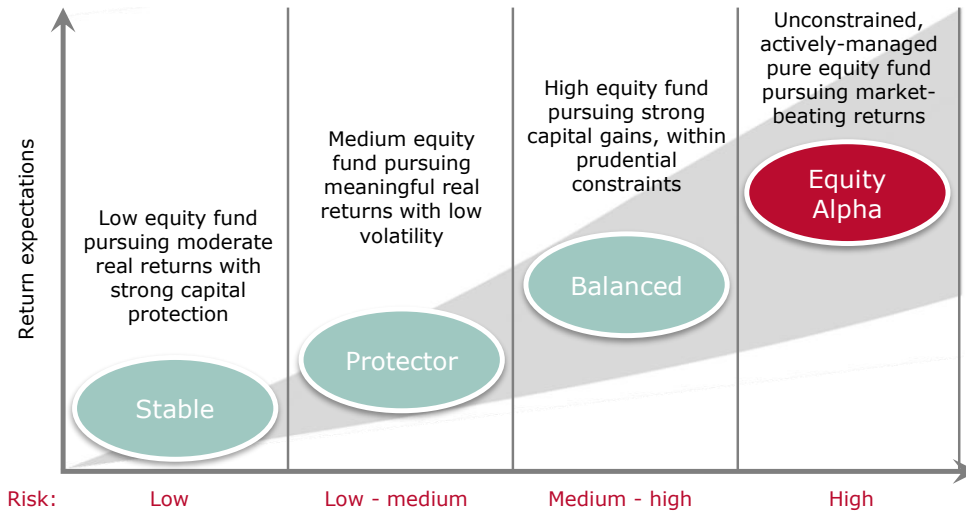 Return expectations
Low equity fund
pursuing moderate
real returns with
strong capital
protection
Stable
Medium equity
fund pursuing
meaningful real
returns with low
volatility
Protector
High equity fund
pursuing strong
capital gains, within
prudential
constraints
Balanced
Unconstrained,
actively-managed
pure equity fund
pursuing market-
beating returns
Equity
Alpha
Risk:
Low
Low - medium
Medium - high
High